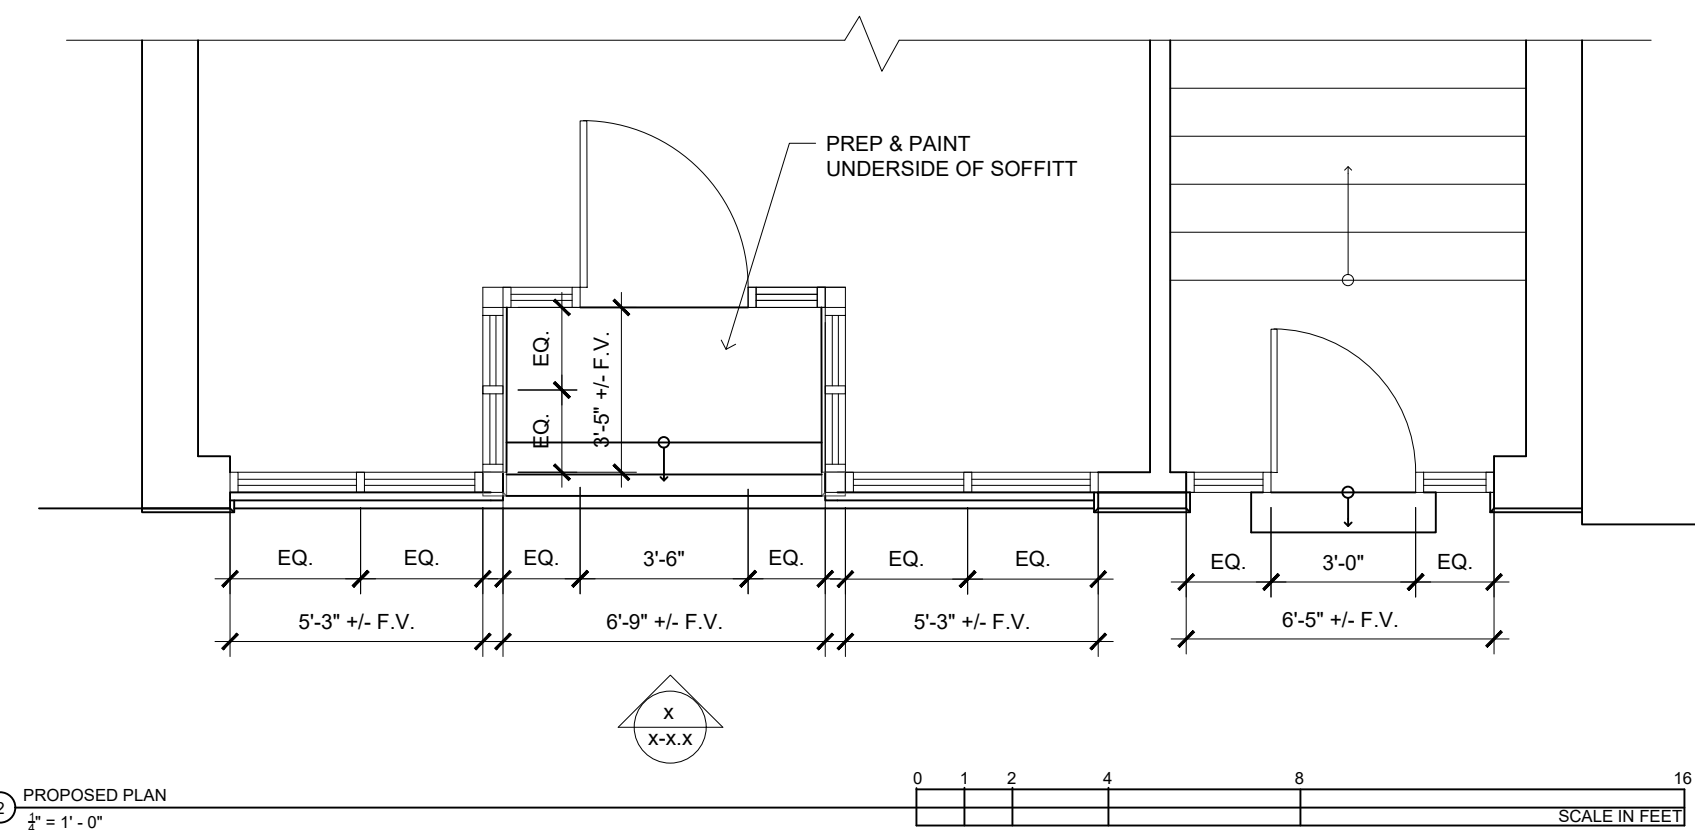 PREP & PAINT
UNDERSIDE OF SOFFITT
EQ.
EQ.
3'-5" +/- F.V.
EQ. EQ. EQ. 3'-6" EQ. EQ. EQ. EQ. 3'-0" EQ.
5'-3" +/- F.V. 6'-9" +/- F.V. 5'-3" +/- F.V. 6'-5" +/- F.V.
x
x-x.x
0 1 2 4 8 16
2 PROPOSED PLAN
SCALE IN FEET
1/4" = 1' - 0"